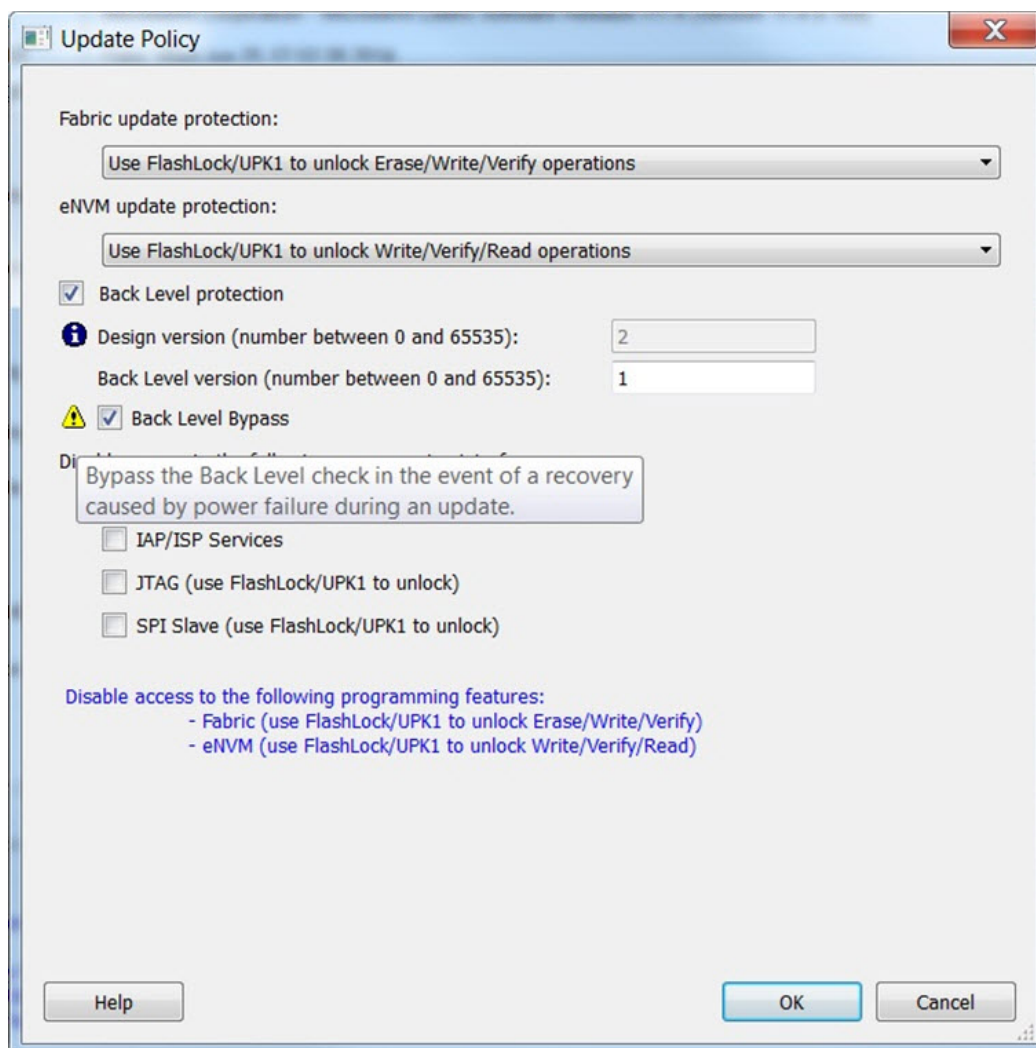 Update Policy
Fabric update protection:
Use FlashLock/UPK1 to unlock Erase/Write/Verify operations
eNVM update protection:
Use FlashLock/UPK1 to unlock Write/Verify/Read operations
Back Level protection
Design version (number between 0 and 65535): 2
Back Level version (number between 0 and 65535): 1
Back Level Bypass
Bypass the Back Level check in the event of a recovery
caused by power failure during an update.
IAP/ISP Services
JTAG (use FlashLock/UPK1 to unlock)
SPI Slave (use FlashLock/UPK1 to unlock)
Disable access to the following programming features:
- Fabric (use FlashLock/UPK1 to unlock Erase/Write/Verify)
- eNVM (use FlashLock/UPK1 to unlock Write/Verify/Read)
Help OK Cancel